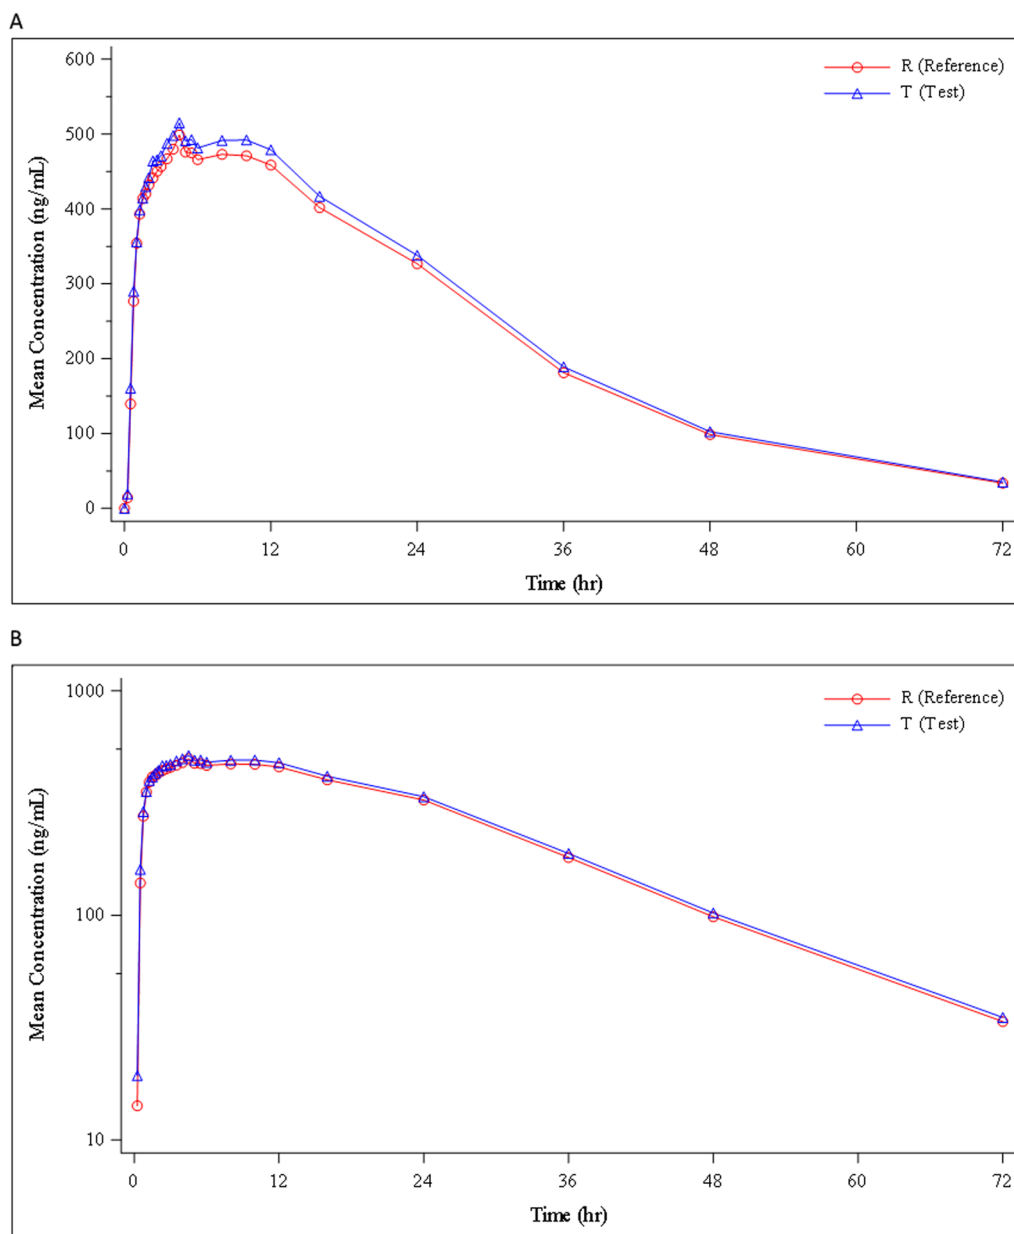 A
R (Reference)
T (Test)
Mean Concentration (ng/mL)
600
500
400
300
200
100
0
0 12 24 36 48 60 72
Time (hr)
B
R (Reference)
T (Test)
Mean Concentration (ng/mL)
1000
100
10
0 12 24 36 48 60 72
Time (hr)